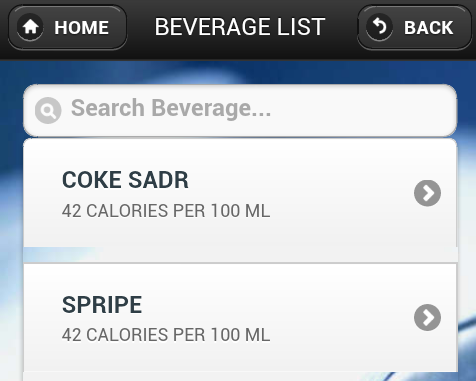 HOME BEVERAGE LIST BACK
Search Beverage...
COKE SADR
42 CALORIES PER 100 ML
SPRIPE
42 CALORIES PER 100 ML